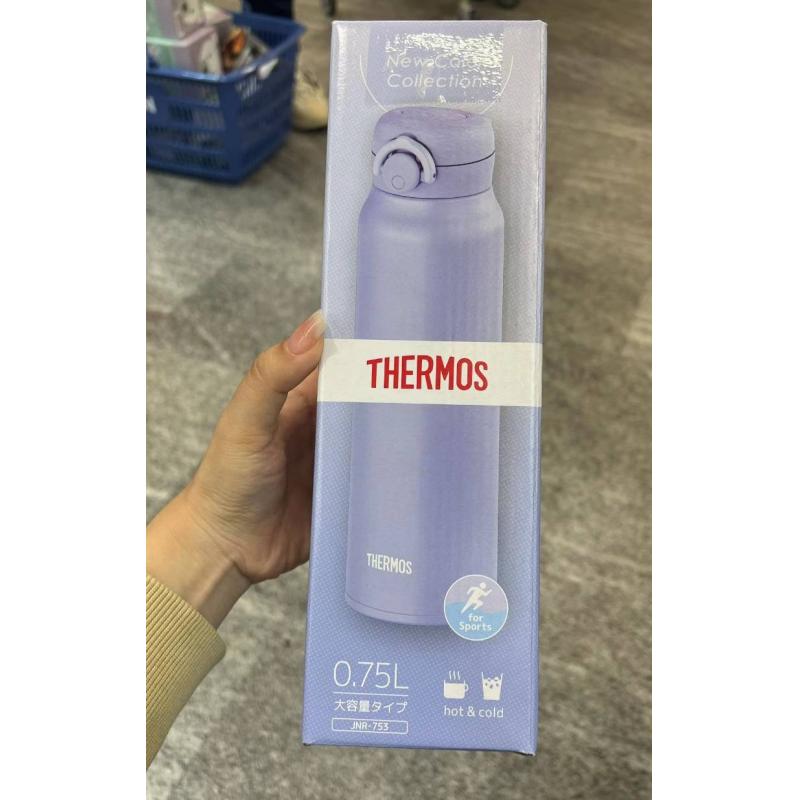 New Color
Collection
THERMOS
THERMOS
for
Sports
0.75L
大容量タイプ
JNR-753
hot & cold